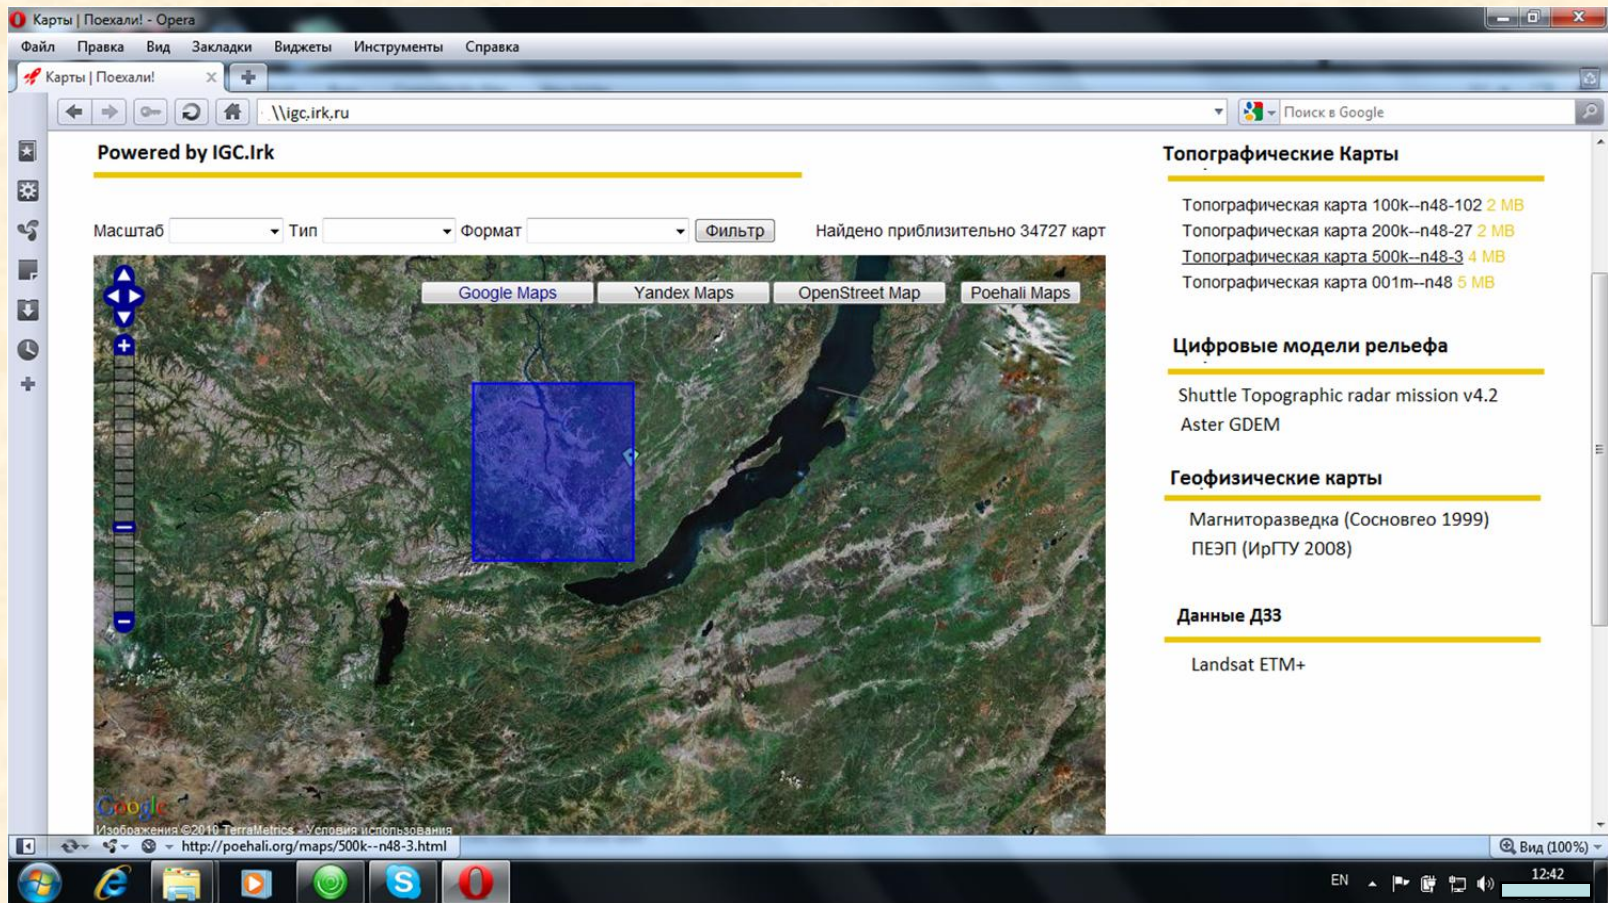 Карты | Поехали! - Opera
Файл Правка Вид Закладки Виджеты Инструменты Справка
Карты | Поехали!
\\igc.irk.ru
Поиск в Google
Powered by IGC.Irk
Масштаб Тип Формат Фильтр Найдено приблизительно 34727 карт
Google Maps Yandex Maps OpenStreet Map Poehali Maps
Google
Изображения ©2010 TerraMetrics - Условия использования
Топографические Карты
Топографическая карта 100k--n48-102 2 MB
Топографическая карта 200k--n48-27 2 MB
Топографическая карта 500k--n48-3 4 MB
Топографическая карта 001m--n48 5 MB
Цифровые модели рельефа
Shuttle Topographic radar mission v4.2
Aster GDEM
Геофизические карты
Магниторазведка (Сосновгео 1999)
ПЕЭП (ИрГТУ 2008)
Данные ДЗЗ
Landsat ETM+
http://poehali.org/maps/500k--n48-3.html
Вид (100%)
EN
12:42